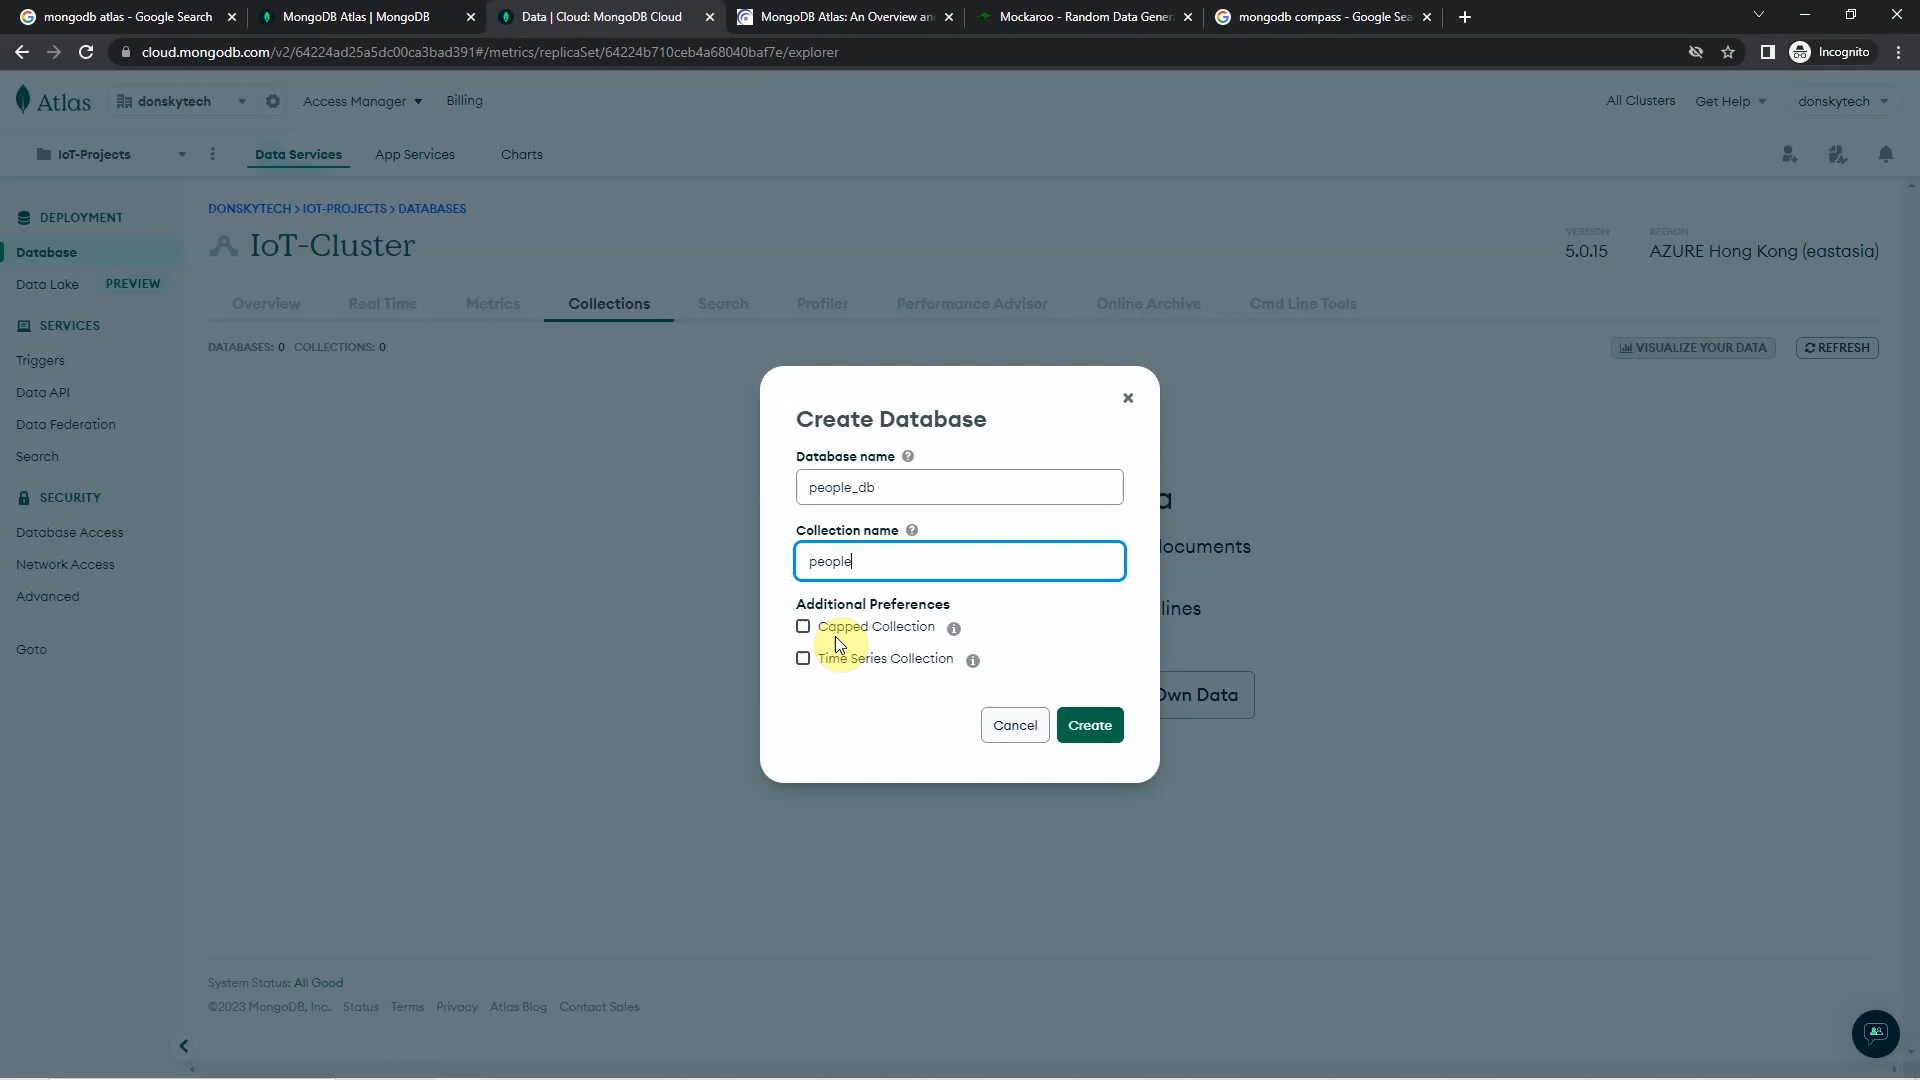 mongodb atlas - Google Search
MongoDB Atlas | MongoDB
Data | Cloud: MongoDB Cloud
MongoDB Atlas: An Overview an
Mockaroo - Random Data Gener
mongodb compass - Google Sea
cloud.mongodb.com/v2/64224ad25a5dc00ca3bad391#/metrics/replicaSet/64224b710ceb4a68040baf7e/explorer
Incognito
Atlas
donskytech
Access Manager
Billing
All Clusters
Get Help
donskytech
IoT-Projects
Data Services
App Services
Charts
DEPLOYMENT
Database
Data Lake PREVIEW
SERVICES
Triggers
Data API
Data Federation
Search
SECURITY
Database Access
Network Access
Advanced
Goto
DONSKYTECH > IOT-PROJECTS > DATABASES
IoT-Cluster
VERSION
5.0.15
REGION
AZURE Hong Kong (eastasia)
Overview
Real Time
Metrics
Collections
Search
Profiler
Performance Advisor
Online Archive
Cmd Line Tools
DATABASES: 0 COLLECTIONS: 0
VISUALIZE YOUR DATA
REFRESH
Create Database
Database name
people_db
Collection name
people
Additional Preferences
Capped Collection
Time Series Collection
Cancel
Create
a
documents
lines
Own Data
System Status: All Good
©2023 MongoDB, Inc. Status Terms Privacy Atlas Blog Contact Sales